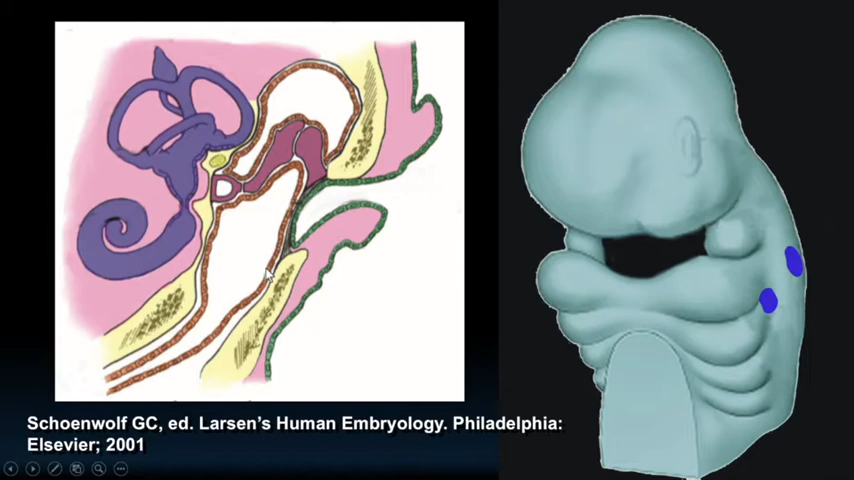 Schoenwolf GC, ed. Larsen’s Human Embryology. Philadelphia:
Elsevier; 2001